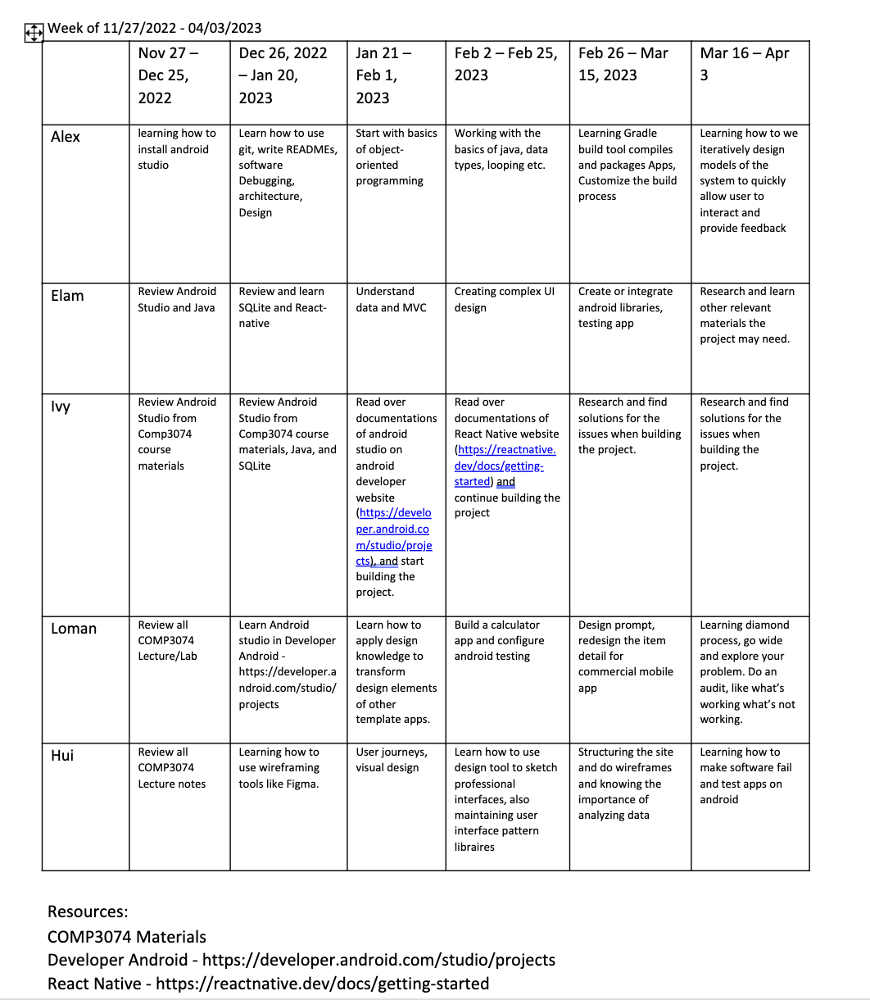 Week of 11/27/2022 - 04/03/2023
Nov 27 –
Dec 25,
2022
Dec 26, 2022
– Jan 20,
2023
Jan 21 –
Feb 1,
2023
Feb 2 – Feb 25,
2023
Feb 26 – Mar
15, 2023
Mar 16 – Apr
3
Alex
learning how to
install android
studio
Learn how to use
git, write READMEs,
software
Debugging,
architecture,
Design
Start with basics
of object-
oriented
programming
Working with the
basics of java, data
types, looping etc.
Learning Gradle
build tool compiles
and packages Apps,
Customize the build
process
Learning how to we
iteratively design
models of the
system to quickly
allow user to
interact and
provide feedback
Elam
Review Android
Studio and Java
Review and learn
SQLite and React-
native
Understand
data and MVC
Creating complex UI
design
Create or integrate
android libraries,
testing app
Research and learn
other relevant
materials the
project may need.
Ivy
Review Android
Studio from
Comp3074
course
materials
Review Android
Studio from
Comp3074 course
materials, Java, and
SQLite
Read over
documentations
of android
studio on
android
developer
website
(https://develo
per.android.co
m/studio/proje
cts), and start
building the
project.
Read over
documentations of
React Native website
(https://reactnative.
dev/docs/getting-
started) and
continue building the
project
Research and find
solutions for the
issues when building
the project.
Research and find
solutions for the
issues when
building the
project.
Loman
Review all
COMP3074
Lecture/Lab
Learn Android
studio in Developer
Android -
https://developer.a
ndroid.com/studio/
projects
Learn how to
apply design
knowledge to
transform
design elements
of other
template apps.
Build a calculator
app and configure
android testing
Design prompt,
redesign the item
detail for
commercial mobile
app
Learning diamond
process, go wide
and explore your
problem. Do an
audit, like what’s
working what’s not
working.
Hui
Review all
COMP3074
Lecture notes
Learning how to
use wireframing
tools like Figma.
User journeys,
visual design
Learn how to use
design tool to sketch
professional
interfaces, also
maintaining user
interface pattern
libraires
Structuring the site
and do wireframes
and knowing the
importance of
analyzing data
Learning how to
make software fail
and test apps on
android
Resources:
COMP3074 Materials
Developer Android - https://developer.android.com/studio/projects
React Native - https://reactnative.dev/docs/getting-started